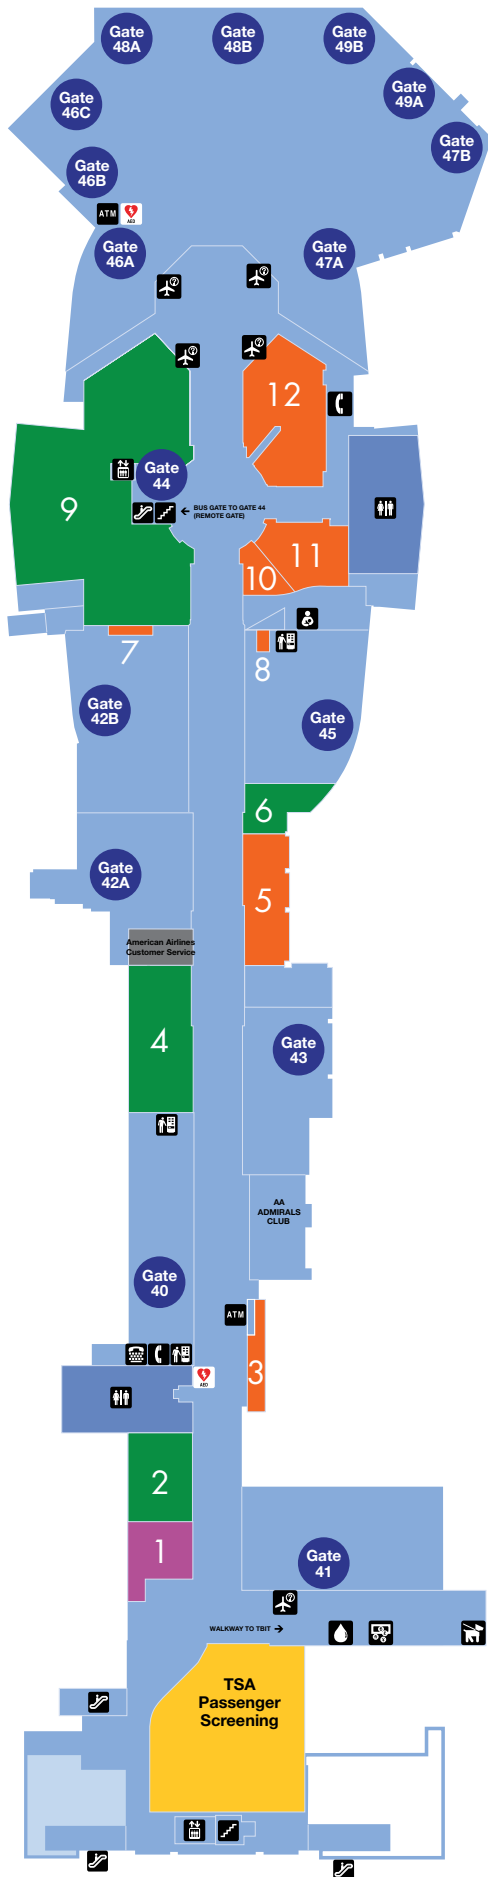 Gate
48A
Gate
48B
Gate
49B
Gate
49A
Gate
46C
Gate
47B
Gate
46B
ATM
AED
Gate
46A
Gate
47A
12
Gate
44
9
BUS GATE TO GATE 44
(REMOTE GATE)
11
10
7
8
Gate
42B
Gate
45
6
Gate
42A
5
American Airlines
Customer Service
4
Gate
43
AA
ADMIRALS
CLUB
Gate
40
ATM
3
AED
2
1
Gate
41
WALKWAY TO TBIT
TSA
Passenger
Screening